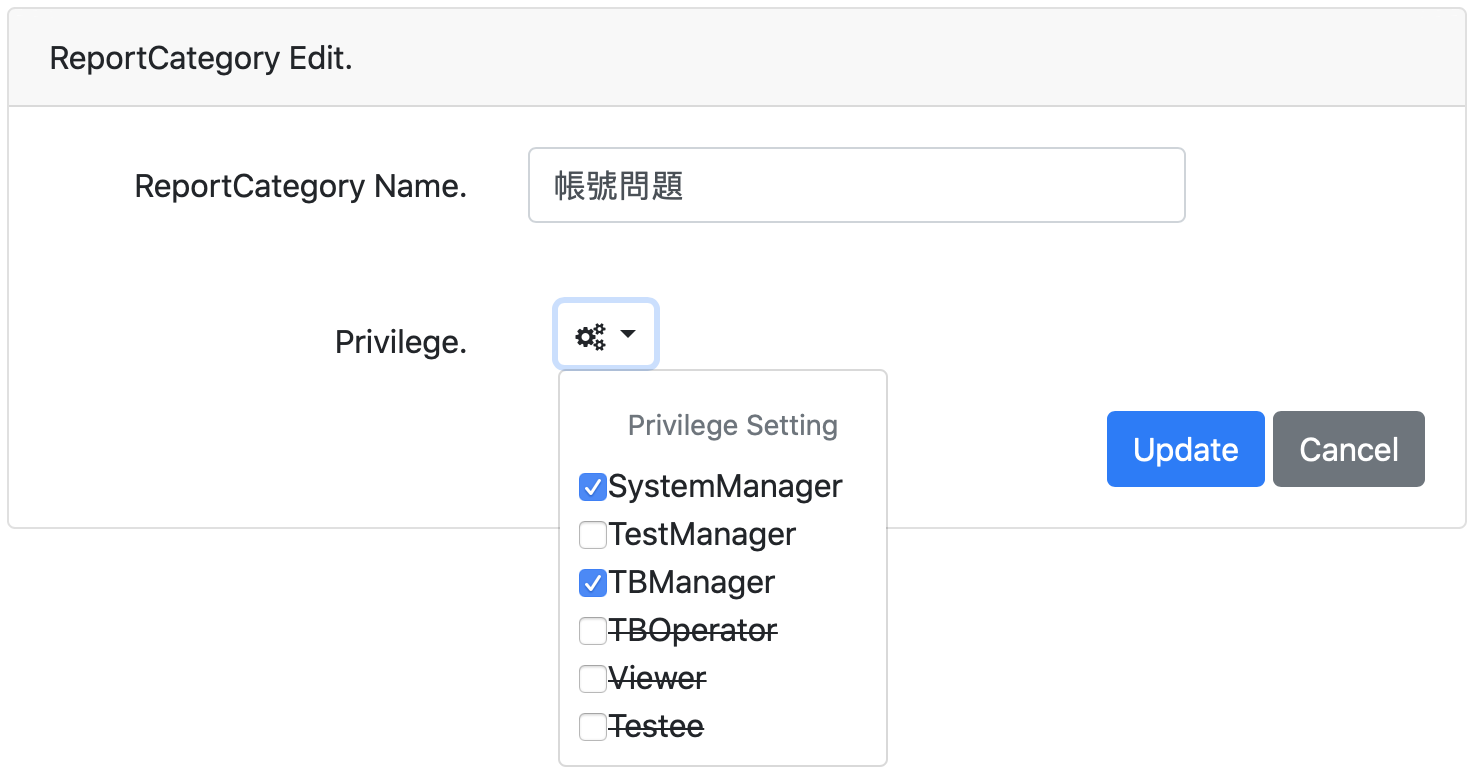 ReportCategory Edit.
ReportCategory Name.
帳號問題
Privilege.
Privilege Setting
Update
Cancel
SystemManager
TestManager
TBManager
TBOperator
Viewer
Testee